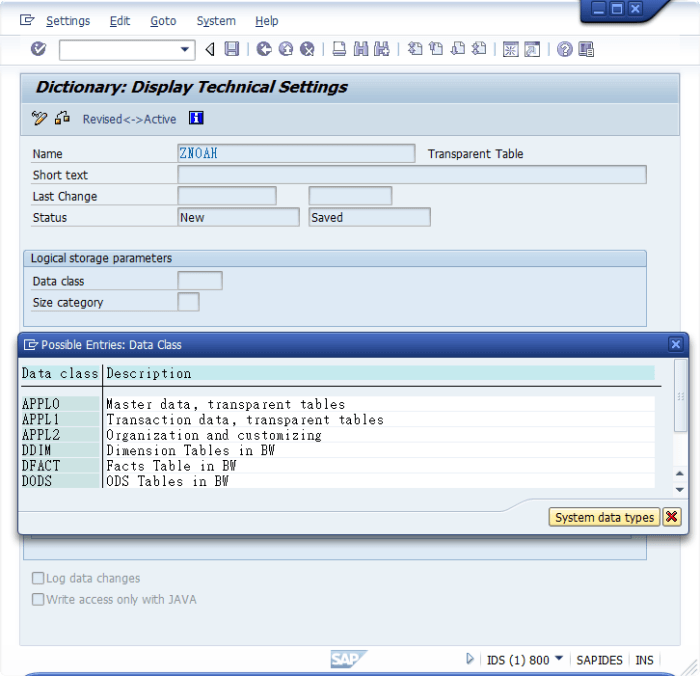 Settings Edit Goto System Help
Dictionary: Display Technical Settings
Revised<->Active
Name ZNOAH Transparent Table
Short text
Last Change
Status New Saved
Logical storage parameters
Data class
Size category
Possible Entries: Data Class
Data class Description
APPL0 Master data, transparent tables
APPL1 Transaction data, transparent tables
APPL2 Organization and customizing
DDIM Dimension Tables in BW
DFACT Facts Table in BW
DODS ODS Tables in BW
System data types
Log data changes
Write access only with JAVA
SAP IDS (1) 800 SAPIDES INS